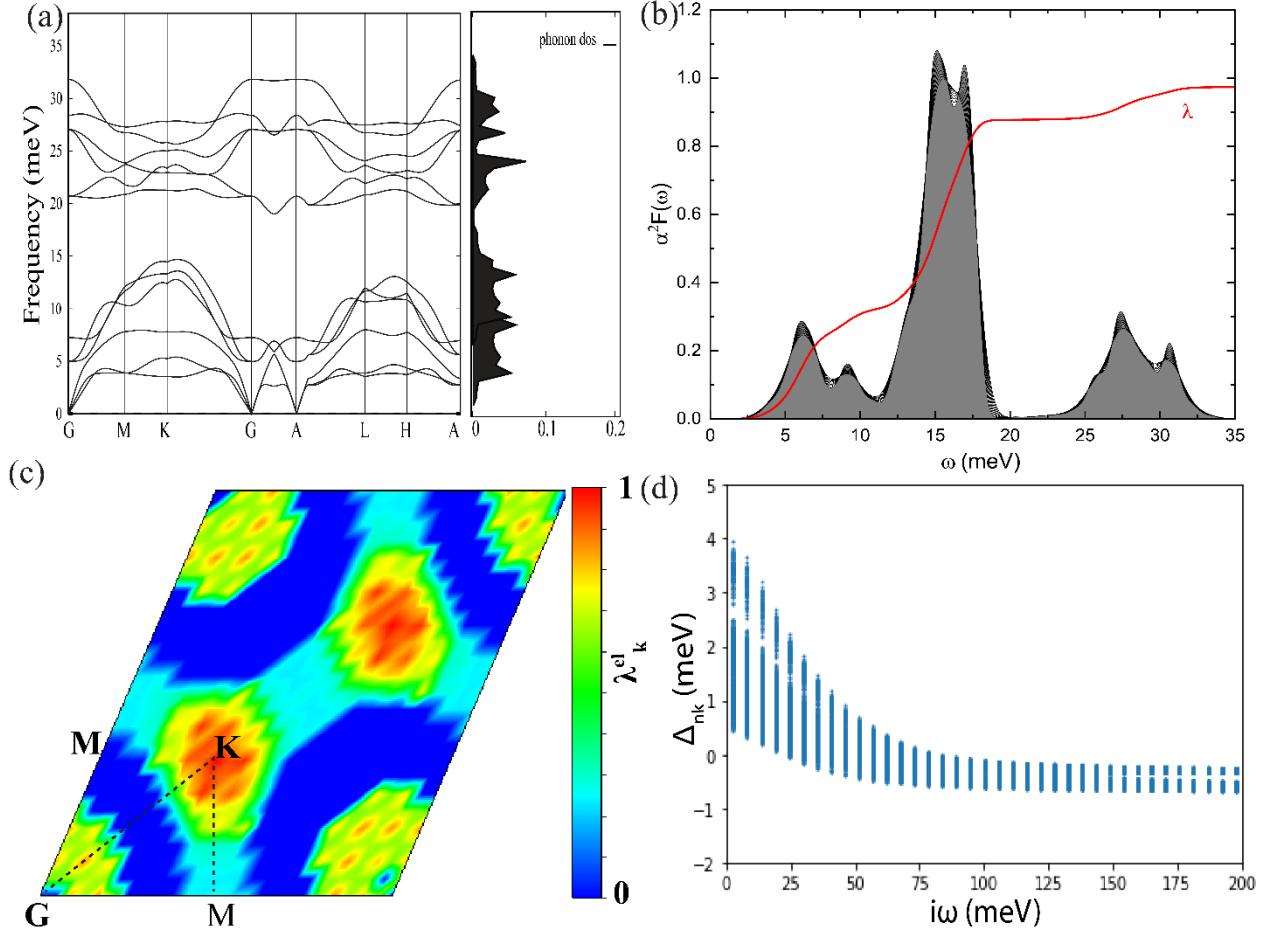 (a)
phonon dos
Frequency (meV)
35
30
25
20
15
10
5
0
G M K G A L H A
0 0.1 0.2
(b)
α²F(ω)
1.2
1.0
0.8
0.6
0.4
0.2
0.0
λ
0 5 10 15 20 25 30 35
ω (meV)
(c)
M
K
G
M
1
λᵉˡₖ
0
(d)
Δₙₖ (meV)
5
4
3
2
1
0
−1
−2
0 25 50 75 100 125 150 175 200
iω (meV)